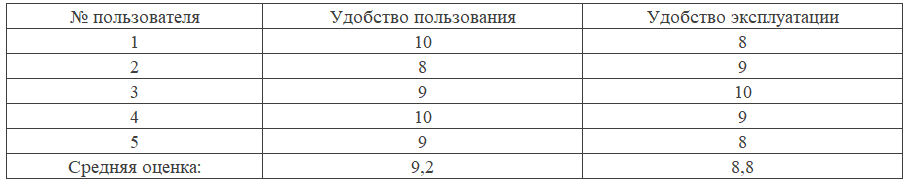 № пользователя Удобство пользования Удобство эксплуатации
1 10 8
2 8 9
3 9 10
4 10 9
5 9 8
Средняя оценка: 9,2 8,8